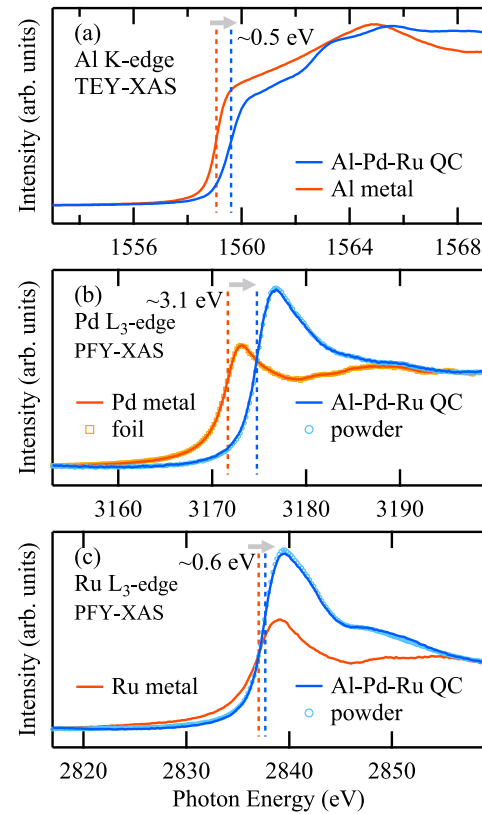 (a)
~0.5 eV
Al K-edge
TEY-XAS
Al-Pd-Ru QC
Al metal
Intensity (arb. units)
1556 1560 1564 1568
(b)
~3.1 eV
Pd L3-edge
PFY-XAS
Pd metal Al-Pd-Ru QC
foil powder
Intensity (arb. units)
3160 3170 3180 3190
(c)
~0.6 eV
Ru L3-edge
PFY-XAS
Ru metal Al-Pd-Ru QC
powder
Intensity (arb. units)
2820 2830 2840 2850
Photon Energy (eV)